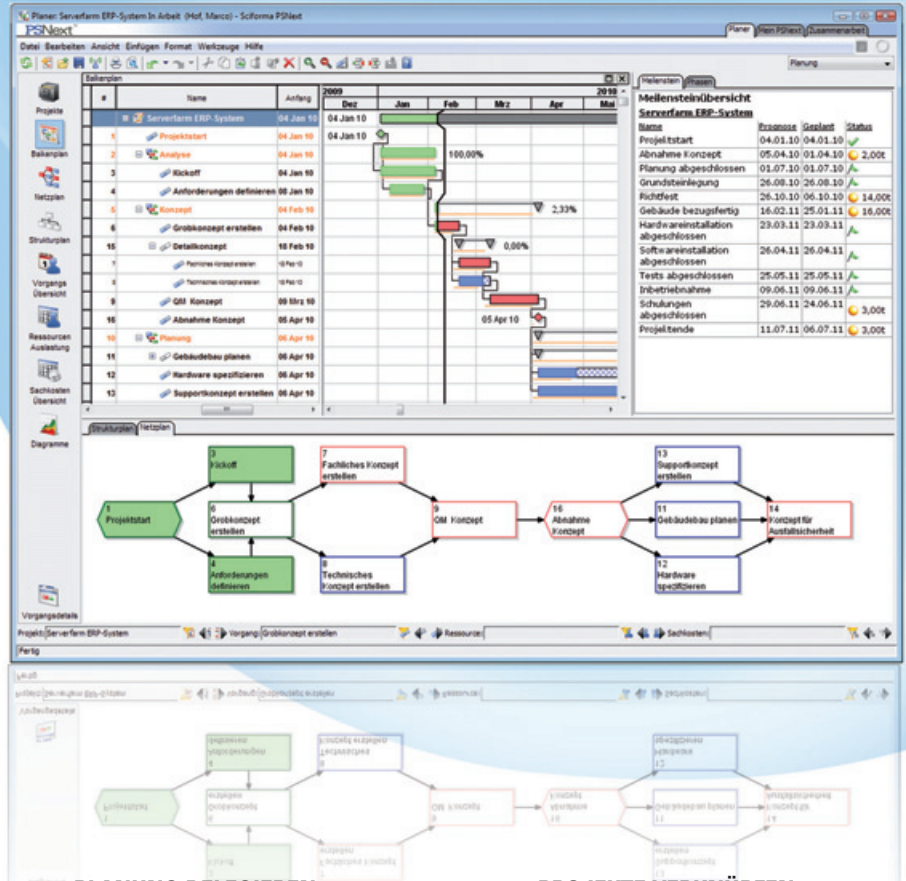 Planer: Serverfarm ERP-System In Arbeit (Hof, Marco) - Sciforma PSNext
PSNext
Planer Mein PSNext Zusammenarbeit
Datei Bearbeiten Ansicht Einfügen Format Werkzeuge Hilfe
Planung
Projekte
Balkenplan
Netzplan
Strukturplan
Vorgangs
Übersicht
Ressourcen
Auslastung
Sachkosten
Übersicht
Diagramme
Vorgangsdetails
Balkenplan
# Name Anfang
2009 2010
Dez Jan Feb Mrz Apr Mai
Serverfarm ERP-System 04 Jan 10 04 Jan 10
1 Projektstart 04 Jan 10 04 Jan 10
2 Analyse 04 Jan 10 100,00%
3 Kickoff 04 Jan 10
4 Anforderungen definieren 08 Jan 10
5 Konzept 04 Feb 10 2,33%
6 Grobkonzept erstellen 04 Feb 10
15 Detailkonzept 18 Feb 10 0,00%
7 Fachliches Konzept erstellen 18 Feb 10
8 Technisches Konzept erstellen 18 Feb 10
9 QM Konzept 09 Mrz 10
16 Abnahme Konzept 05 Apr 10 05 Apr 10
10 Planung 06 Apr 10
11 Gebäudebau planen 06 Apr 10
12 Hardware spezifizieren 06 Apr 10
13 Supportkonzept erstellen 06 Apr 10
Meilenstein Phasen
Meilensteinübersicht
Serverfarm ERP-System
Name Prognose Geplant Status
Projektstart 04.01.10 04.01.10
Abnahme Konzept 05.04.10 01.04.10 2,00t
Planung abgeschlossen 01.07.10 01.07.10
Grundsteinlegung 26.08.10 26.08.10
Richtfest 26.10.10 06.10.10 14,00t
Gebäude bezugsfertig 16.02.11 25.01.11 16,00t
Hardwareinstallation 23.03.11 23.03.11
abgeschlossen
Softwareinstallation 26.04.11 26.04.11
abgeschlossen
Tests abgeschlossen 25.05.11 25.05.11
Inbetriebnahme 09.06.11 09.06.11
Schulungen 29.06.11 24.06.11 3,00t
abgeschlossen
Projektende 11.07.11 06.07.11 3,00t
Strukturplan Netzplan
1
Projektstart
3
Kickoff
6
Grobkonzept
erstellen
4
Anforderungen
definieren
7
Fachliches Konzept
erstellen
8
Technisches
Konzept erstellen
9
QM Konzept
16
Abnahme
Konzept
13
Supportkonzept
erstellen
11
Gebäudebau planen
12
Hardware
spezifizieren
14
Konzept für
Ausfallsicherheit
Projekt: Serverfarm ERP-System Vorgang: Grobkonzept erstellen Ressource: Sachkosten:
Fertig